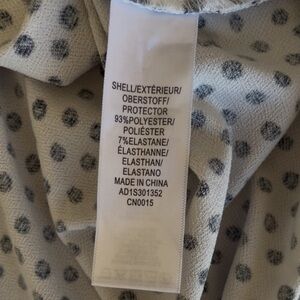 SHELL/EXTÉRIEUR/
OBERSTOFF/
PROTECTOR
93%POLYESTER/
POLIÉSTER
7%ELASTANE/
ÉLASTHANNE/
ELASTHAN/
ELASTANO
MADE IN CHINA
AD1S301352
CN0015